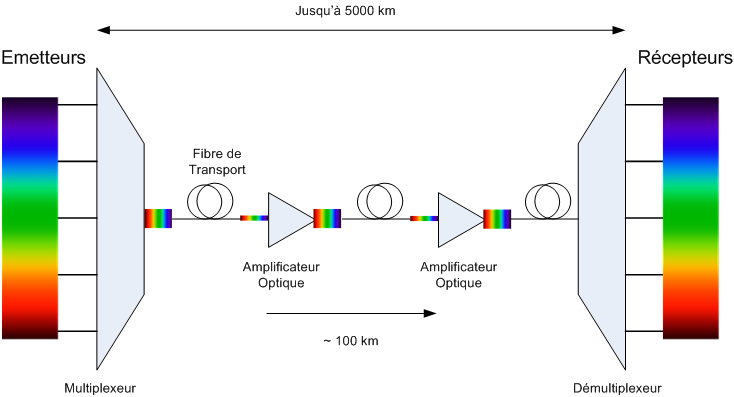 Jusqu'à 5000 km
Emetteurs
Récepteurs
Fibre de
Transport
Amplificateur
Optique
Amplificateur
Optique
~ 100 km
Multiplexeur
Démultiplexeur